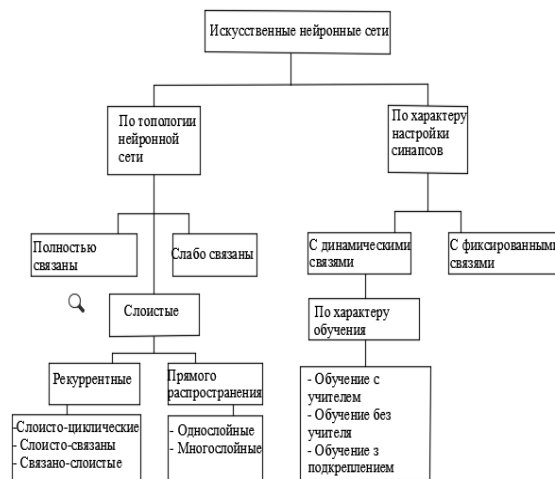 Искусственные нейронные сети
По топологии
нейронной
сети
По характеру
настройки
синапсов
Полностью
связаны
Слабо связаны
С динамическими
связями
С фиксированными
связями
Слоистые
По характеру
обучения
Рекуррентные
Прямого
распространения
-Слоисто-циклические
- Слоисто-связаны
- Связано-слоистые
- Однослойные
- Многослойные
- Обучение с
учителем
- Обучение без
учителя
- Обучение з
подкреплением